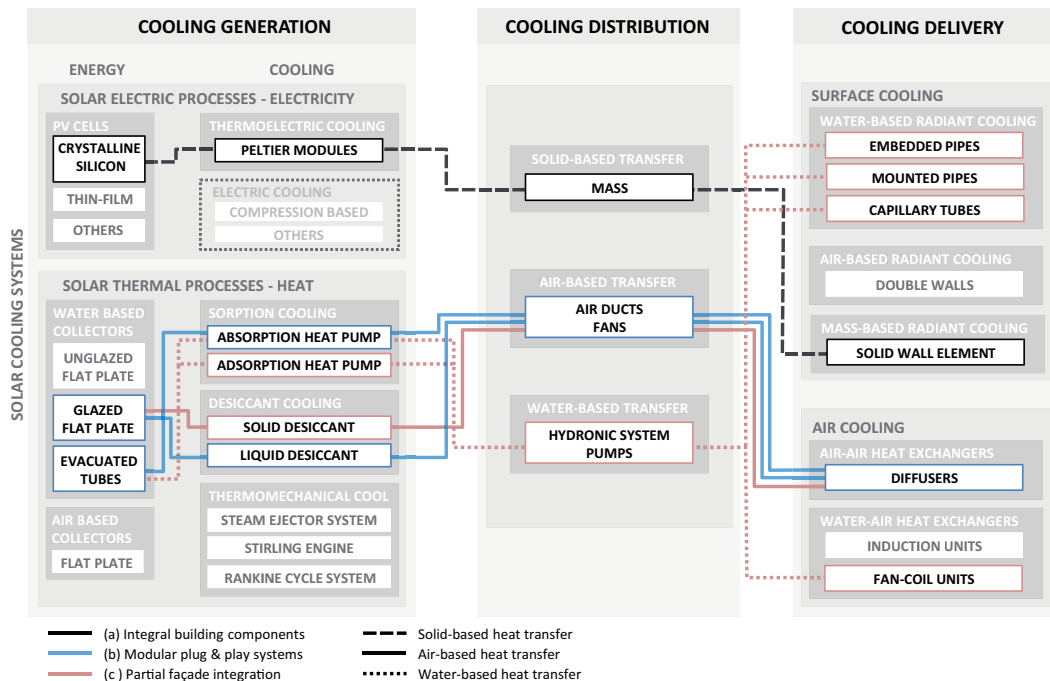 COOLING GENERATION
COOLING DISTRIBUTION
COOLING DELIVERY
SOLAR COOLING SYSTEMS
ENERGY
COOLING
SOLAR ELECTRIC PROCESSES - ELECTRICITY
PV CELLS
CRYSTALLINE
SILICON
THIN-FILM
OTHERS
THERMOELECTRIC COOLING
PELTIER MODULES
ELECTRIC COOLING
COMPRESSION BASED
OTHERS
SOLAR THERMAL PROCESSES - HEAT
WATER BASED
COLLECTORS
UNGLAZED
FLAT PLATE
GLAZED
FLAT PLATE
EVACUATED
TUBES
AIR BASED
COLLECTORS
FLAT PLATE
SORPTION COOLING
ABSORPTION HEAT PUMP
ADSORPTION HEAT PUMP
DESICCANT COOLING
SOLID DESICCANT
LIQUID DESICCANT
THERMOMECHANICAL COOL
STEAM EJECTOR SYSTEM
STIRLING ENGINE
RANKINE CYCLE SYSTEM
SOLID-BASED TRANSFER
MASS
AIR-BASED TRANSFER
AIR DUCTS
FANS
WATER-BASED TRANSFER
HYDRONIC SYSTEM
PUMPS
SURFACE COOLING
WATER-BASED RADIANT COOLING
EMBEDDED PIPES
MOUNTED PIPES
CAPILLARY TUBES
AIR-BASED RADIANT COOLING
DOUBLE WALLS
MASS-BASED RADIANT COOLING
SOLID WALL ELEMENT
AIR COOLING
AIR-AIR HEAT EXCHANGERS
DIFFUSERS
WATER-AIR HEAT EXCHANGERS
INDUCTION UNITS
FAN-COIL UNITS
(a) Integral building components
(b) Modular plug & play systems
(c ) Partial façade integration
Solid-based heat transfer
Air-based heat transfer
Water-based heat transfer